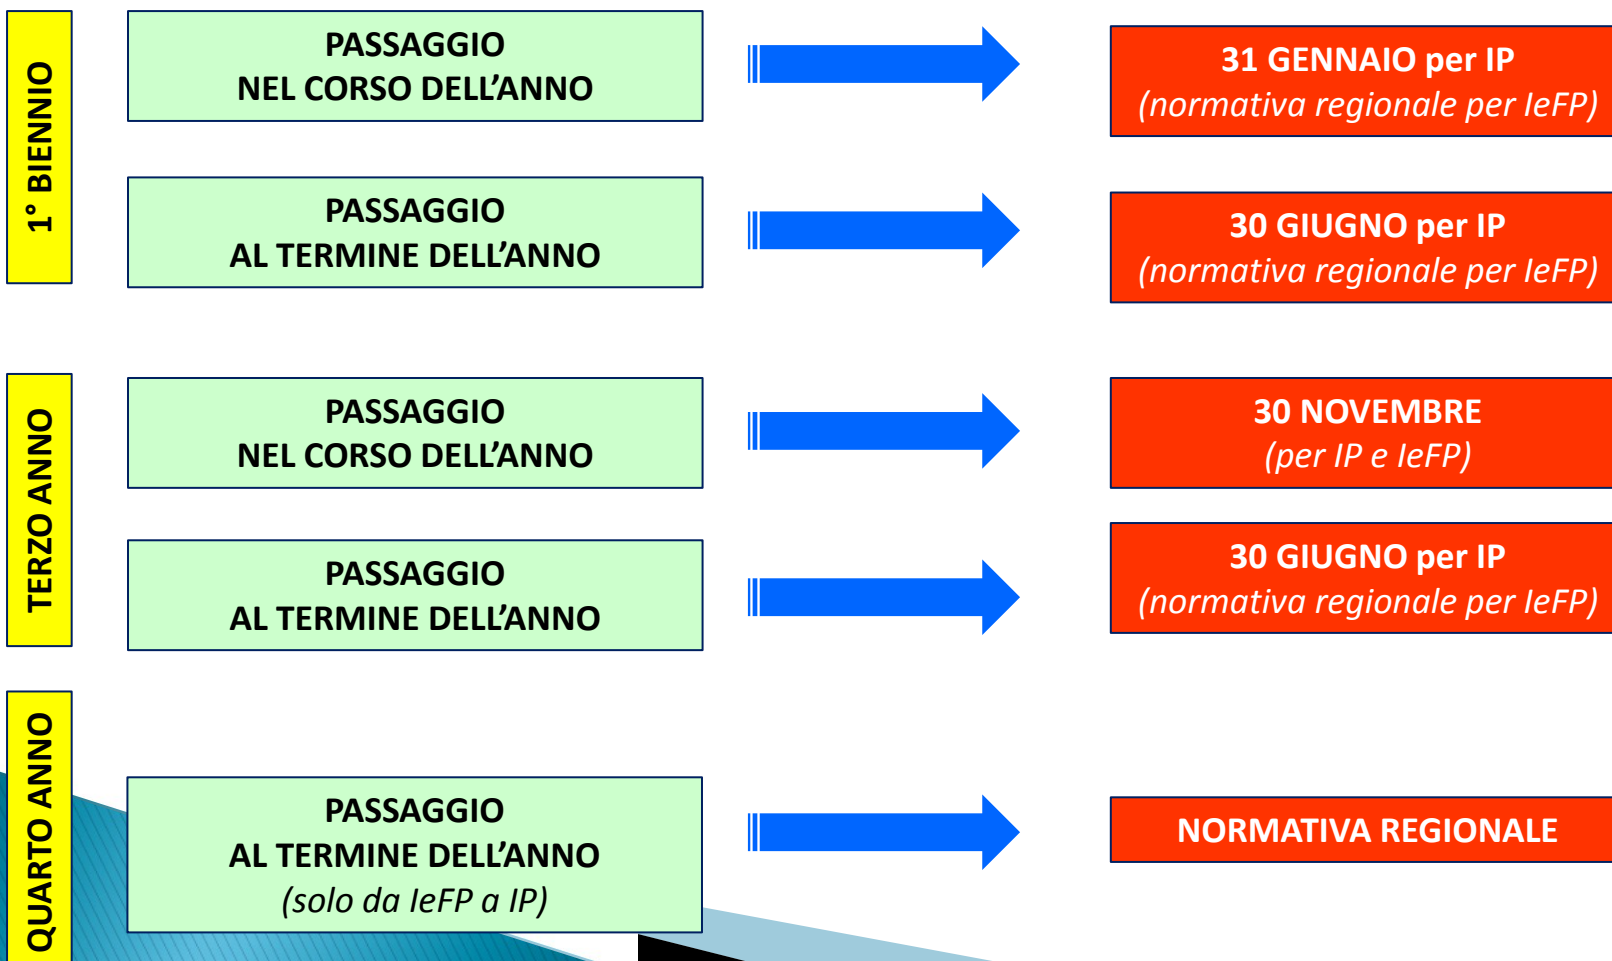 1° BIENNIO
PASSAGGIO
NEL CORSO DELL’ANNO
31 GENNAIO per IP
(normativa regionale per IeFP)
PASSAGGIO
AL TERMINE DELL’ANNO
30 GIUGNO per IP
(normativa regionale per IeFP)
TERZO ANNO
PASSAGGIO
NEL CORSO DELL’ANNO
30 NOVEMBRE
(per IP e IeFP)
PASSAGGIO
AL TERMINE DELL’ANNO
30 GIUGNO per IP
(normativa regionale per IeFP)
QUARTO ANNO
PASSAGGIO
AL TERMINE DELL’ANNO
(solo da IeFP a IP)
NORMATIVA REGIONALE